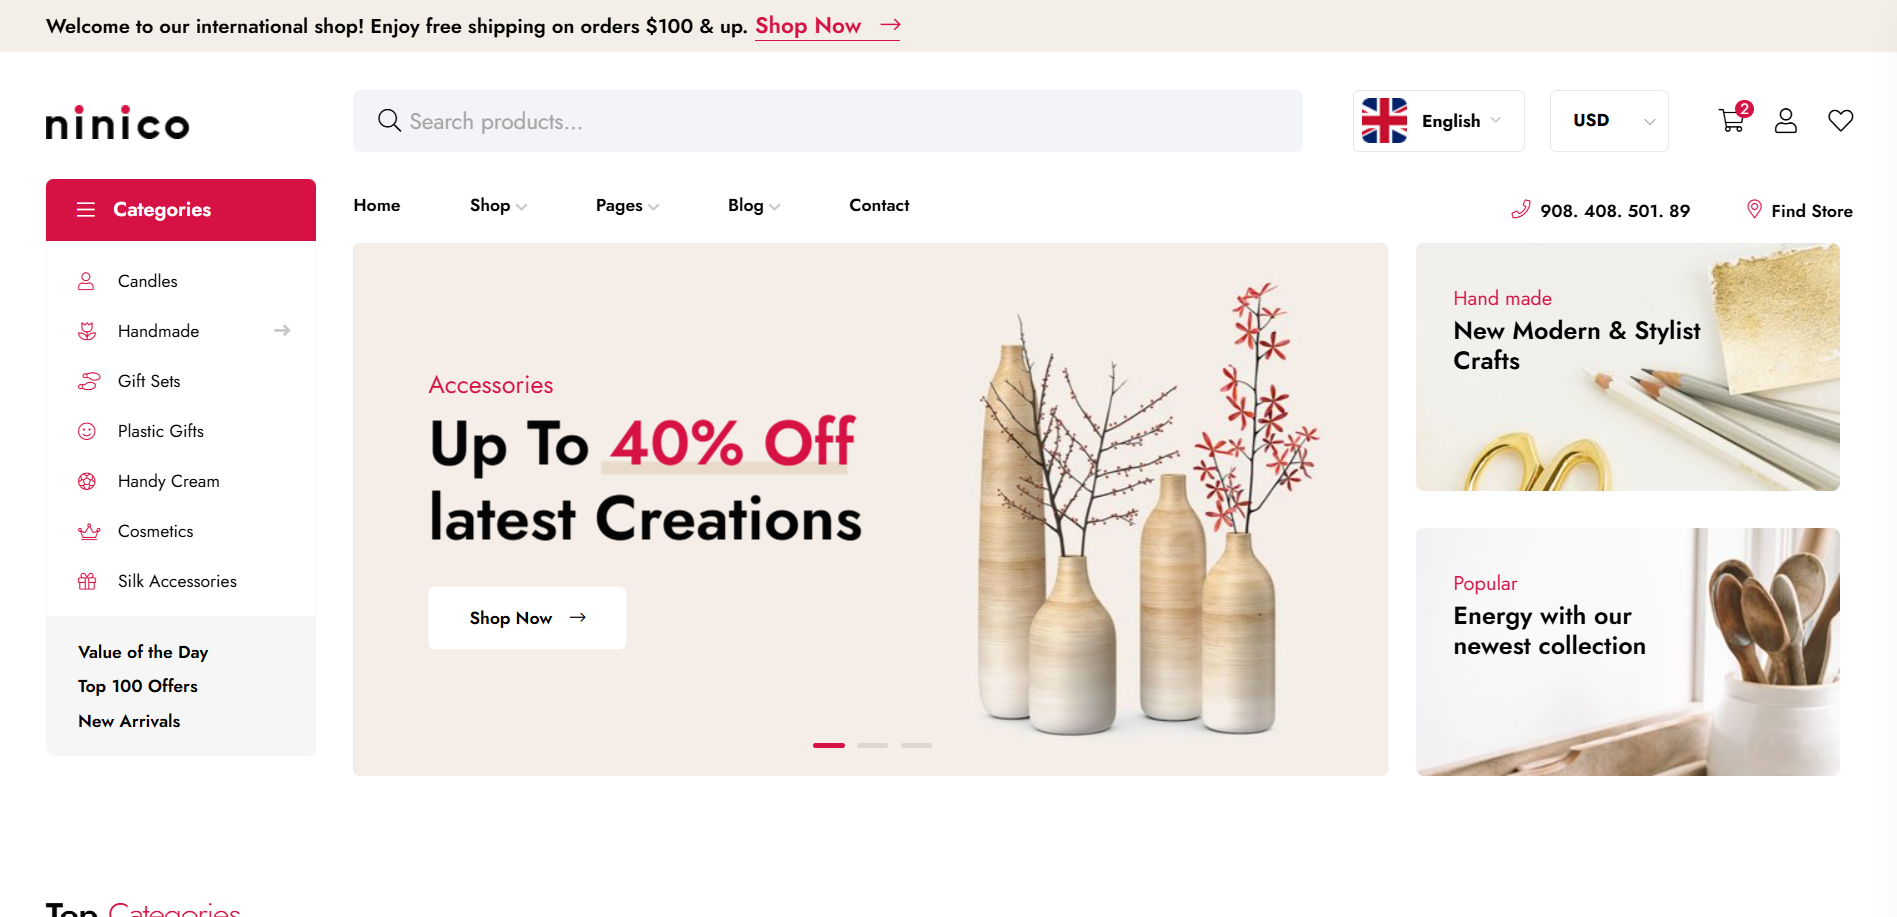 Welcome to our international shop! Enjoy free shipping on orders $100 & up. Shop Now
ninico
Search products...
English
USD
2
Categories
Home
Shop
Pages
Blog
Contact
908. 408. 501. 89
Find Store
Candles
Handmade
Gift Sets
Plastic Gifts
Handy Cream
Cosmetics
Silk Accessories
Value of the Day
Top 100 Offers
New Arrivals
Accessories
Up To 40% Off
latest Creations
Shop Now
Hand made
New Modern & Stylist
Crafts
Popular
Energy with our
newest collection
Top Categories